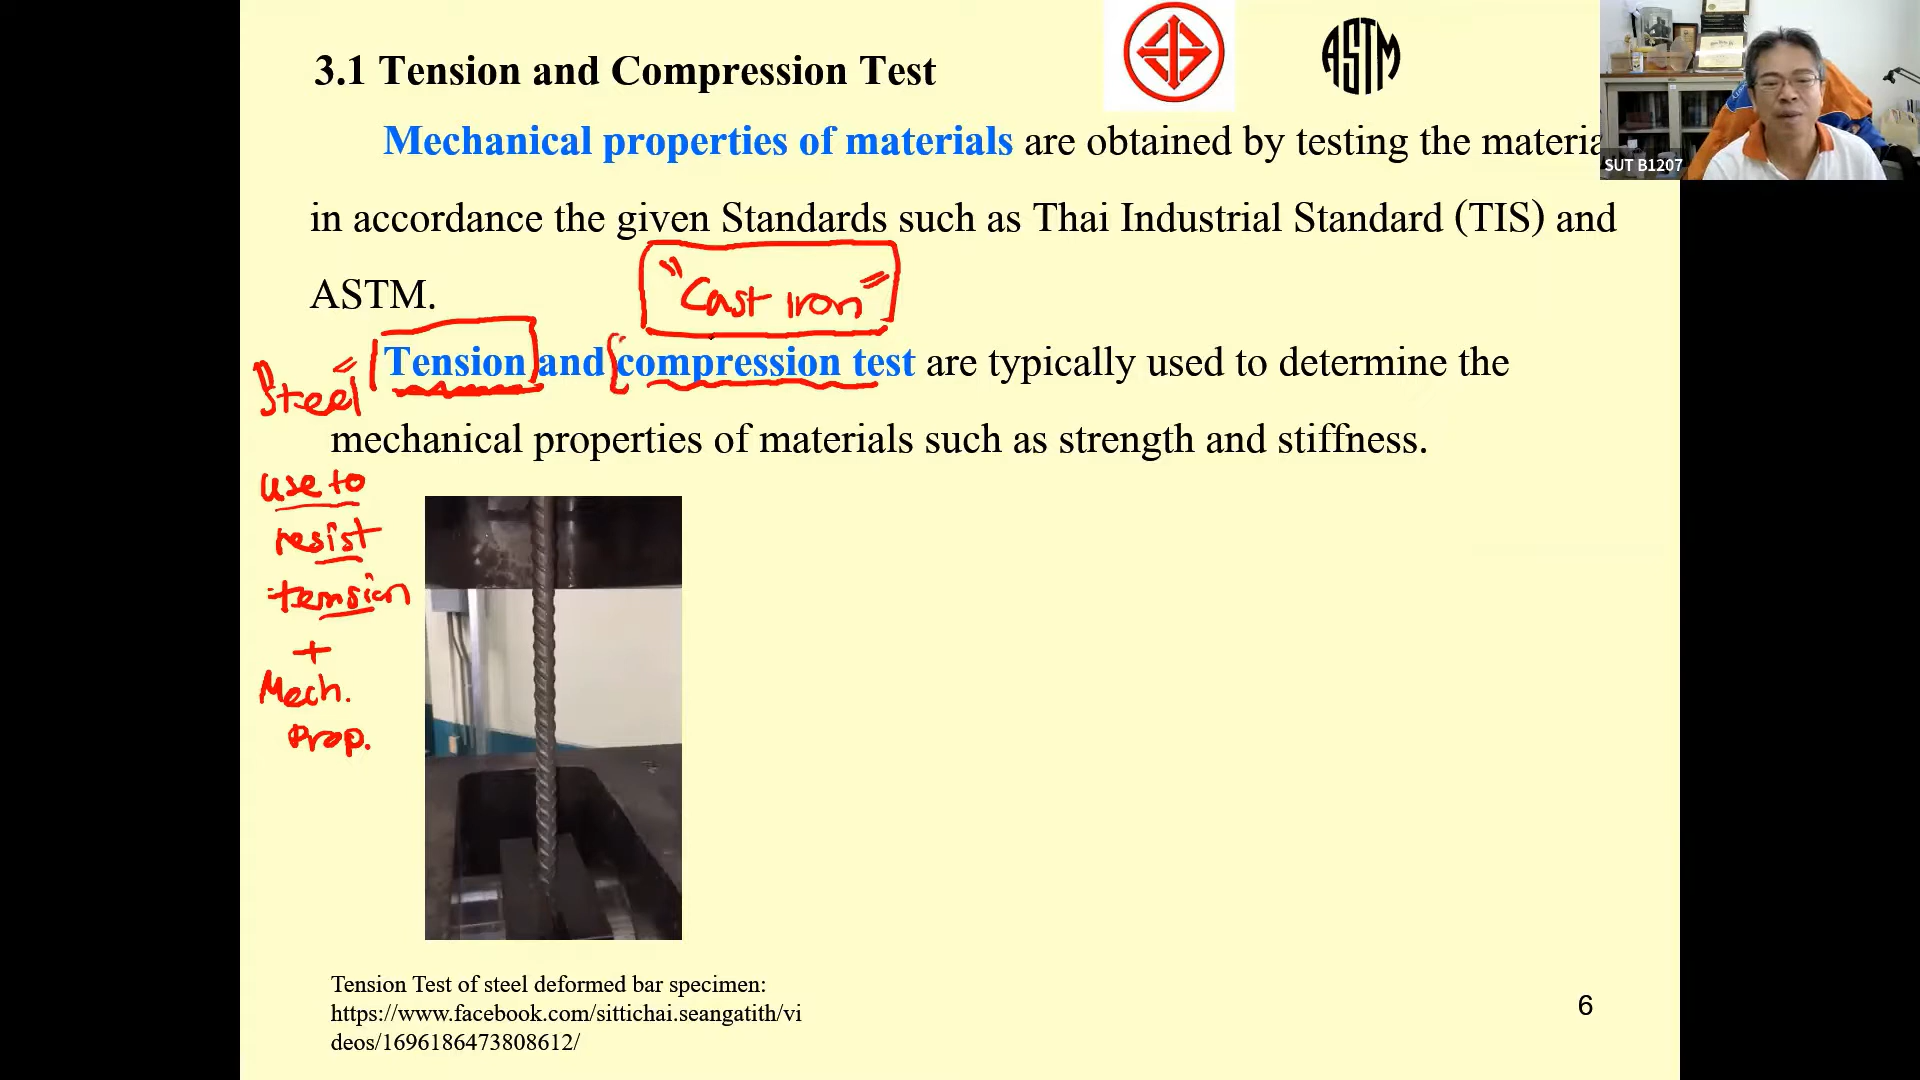 3.1 Tension and Compression Test
ASTM
Mechanical properties of materials are obtained by testing the materia
SUT B1207
in accordance the given Standards such as Thai Industrial Standard (TIS) and
ASTM.
"Cast iron"
Tension and compression test are typically used to determine the
"Steel"
mechanical properties of materials such as strength and stiffness.
use to
resist
tension
+
Mech.
Prop.
Tension Test of steel deformed bar specimen:
https://www.facebook.com/sittichai.seangatith/vi
deos/1696186473808612/
6